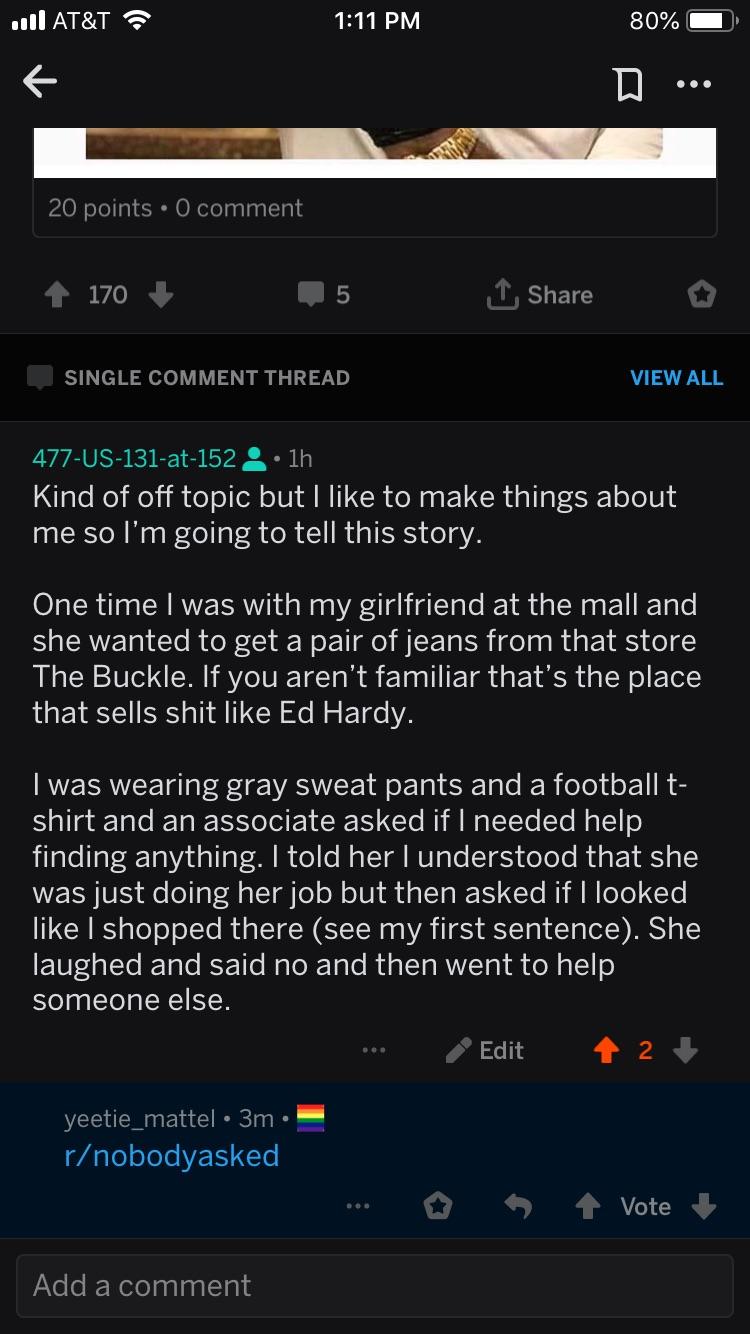 AT&T 1:11 PM 80%
20 points • 0 comment
170 5 Share
SINGLE COMMENT THREAD VIEW ALL
477-US-131-at-152 • 1h
Kind of off topic but I like to make things about
me so I'm going to tell this story.
One time I was with my girlfriend at the mall and
she wanted to get a pair of jeans from that store
The Buckle. If you aren't familiar that's the place
that sells shit like Ed Hardy.
I was wearing gray sweat pants and a football t-
shirt and an associate asked if I needed help
finding anything. I told her I understood that she
was just doing her job but then asked if I looked
like I shopped there (see my first sentence). She
laughed and said no and then went to help
someone else.
Edit 2
yeetie_mattel • 3m •
r/nobodyasked
Vote
Add a comment